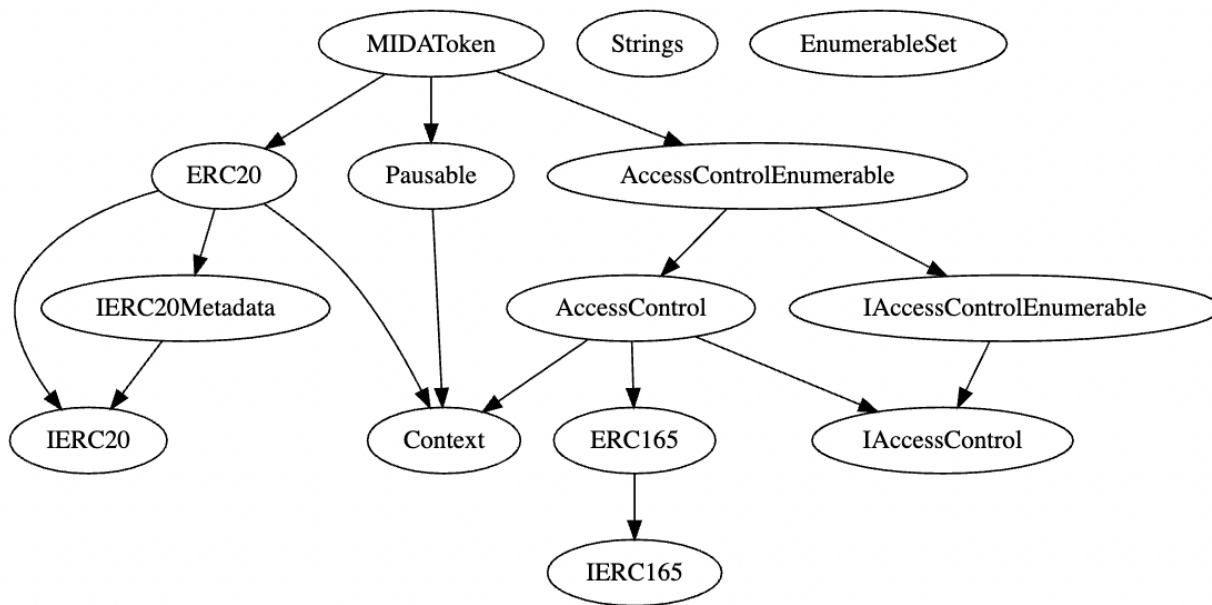 MIDAToken
Strings
EnumerableSet
ERC20
Pausable
AccessControlEnumerable
IERC20Metadata
AccessControl
IAccessControlEnumerable
IERC20
Context
ERC165
IAccessControl
IERC165